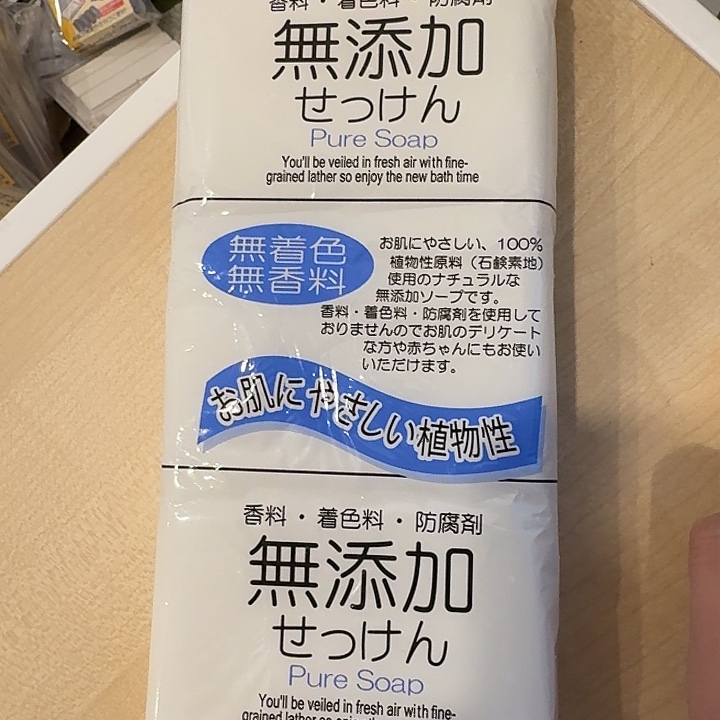 香料・着色料・防腐剤
無添加
せっけん
Pure Soap
You'll be veiled in fresh air with fine-
grained lather so enjoy the new bath time
無着色
無香料
お肌にやさしい、100%
植物性原料（石鹸素地）
使用のナチュラルな
無添加ソープです。
香料・着色料・防腐剤を使用して
おりませんのでお肌のデリケート
な方や赤ちゃんにもお使い
いただけます。
お肌にやさしい植物性
香料・着色料・防腐剤
無添加
せっけん
Pure Soap
You'll be veiled in fresh air with fine-
grained lather so enjoy the